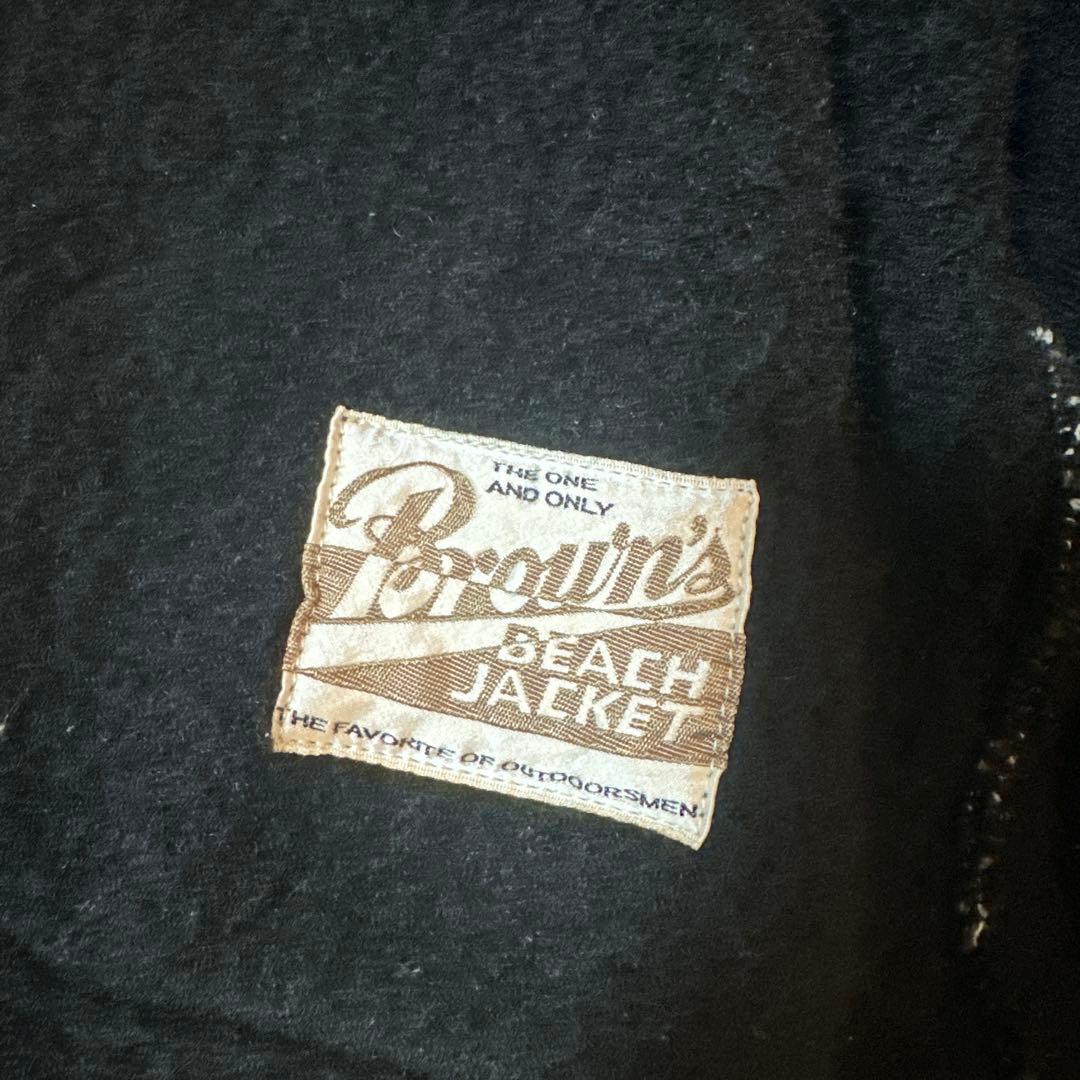 THE ONE
AND ONLY
Brown's
BEACH
JACKET
THE FAVORITE OF OUTDOORSMEN